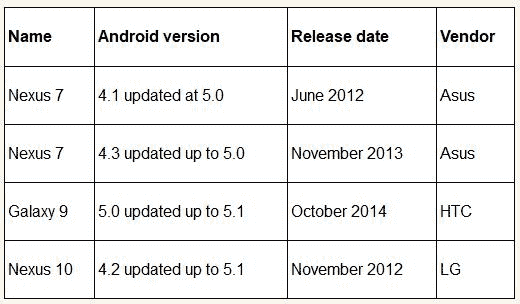 Name Android version Release date Vendor
Nexus 7 4.1 updated at 5.0 June 2012 Asus
Nexus 7 4.3 updated up to 5.0 November 2013 Asus
Galaxy 9 5.0 updated up to 5.1 October 2014 HTC
Nexus 10 4.2 updated up to 5.1 November 2012 LG